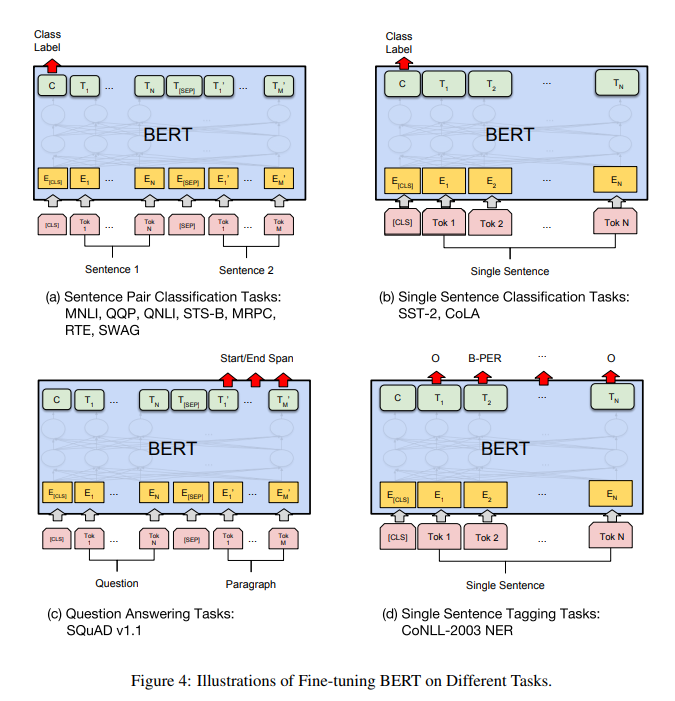 Class
Label
C T1 ... TN T[SEP] T1' ... TM'
BERT
E[CLS] E1 ... EN E[SEP] E1' ... EM'
[CLS] Tok 1 ... Tok N [SEP] Tok 1 ... Tok M
Sentence 1 Sentence 2
(a) Sentence Pair Classification Tasks:
MNLI, QQP, QNLI, STS-B, MRPC,
RTE, SWAG
Class
Label
C T1 T2 ... TN
BERT
E[CLS] E1 E2 ... EN
[CLS] Tok 1 Tok 2 ... Tok N
Single Sentence
(b) Single Sentence Classification Tasks:
SST-2, CoLA
Start/End Span
C T1 ... TN T[SEP] T1' ... TM'
BERT
E[CLS] E1 ... EN E[SEP] E1' ... EM'
[CLS] Tok 1 ... Tok N [SEP] Tok 1 ... Tok M
Question Paragraph
(c) Question Answering Tasks:
SQuAD v1.1
O B-PER ... O
C T1 T2 TN
BERT
E[CLS] E1 E2 ... EN
[CLS] Tok 1 Tok 2 ... Tok N
Single Sentence
(d) Single Sentence Tagging Tasks:
CoNLL-2003 NER
Figure 4: Illustrations of Fine-tuning BERT on Different Tasks.